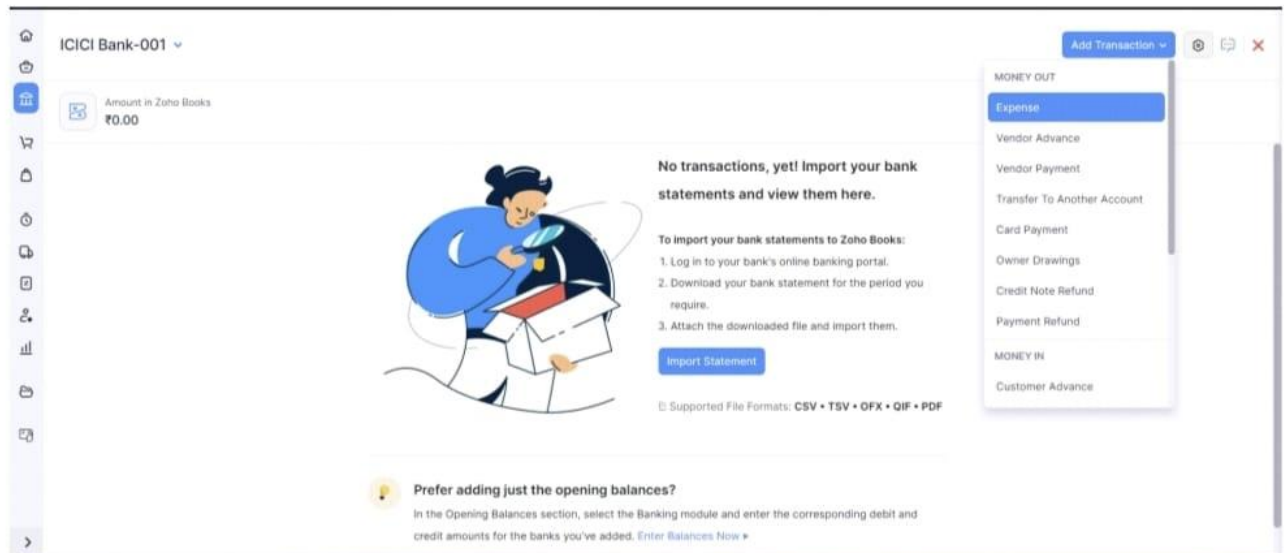 ICICI Bank-001
Add Transaction
Amount in Zoho Books
₹0.00
MONEY OUT
Expense
Vendor Advance
Vendor Payment
Transfer To Another Account
Card Payment
Owner Drawings
Credit Note Refund
Payment Refund
MONEY IN
Customer Advance
No transactions, yet! Import your bank
statements and view them here.
To import your bank statements to Zoho Books:
1. Log in to your bank's online banking portal.
2. Download your bank statement for the period you
require.
3. Attach the downloaded file and import them.
Import Statement
Supported File Formats: CSV • TSV • OFX • QIF • PDF
Prefer adding just the opening balances?
In the Opening Balances section, select the Banking module and enter the corresponding debit and
credit amounts for the banks you've added. Enter Balances Now ▸